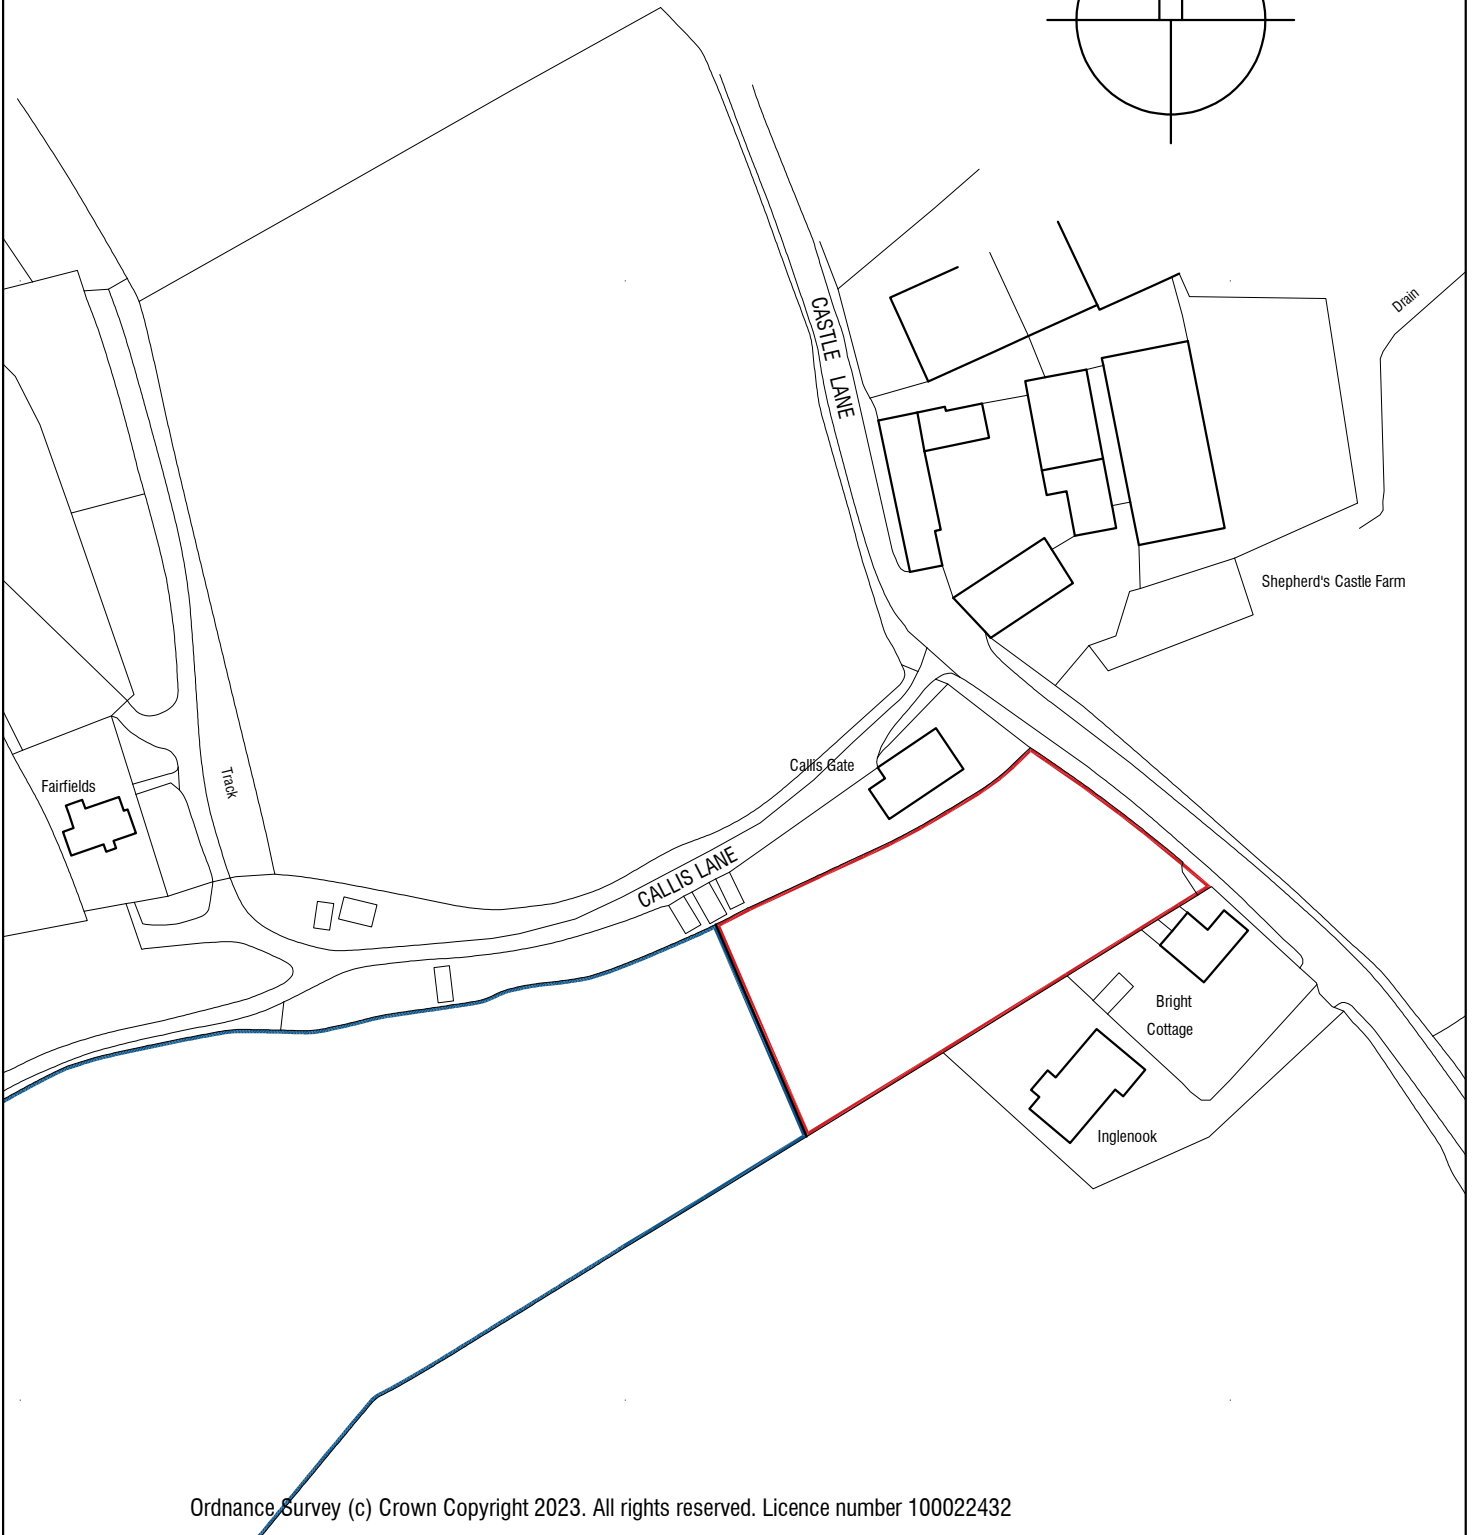 CASTLE LANE
Drain
Shepherd's Castle Farm
Callis Gate
Fairfields
Track
CALLIS LANE
Bright
Cottage
Inglenook
Ordnance Survey (c) Crown Copyright 2023. All rights reserved. Licence number 100022432